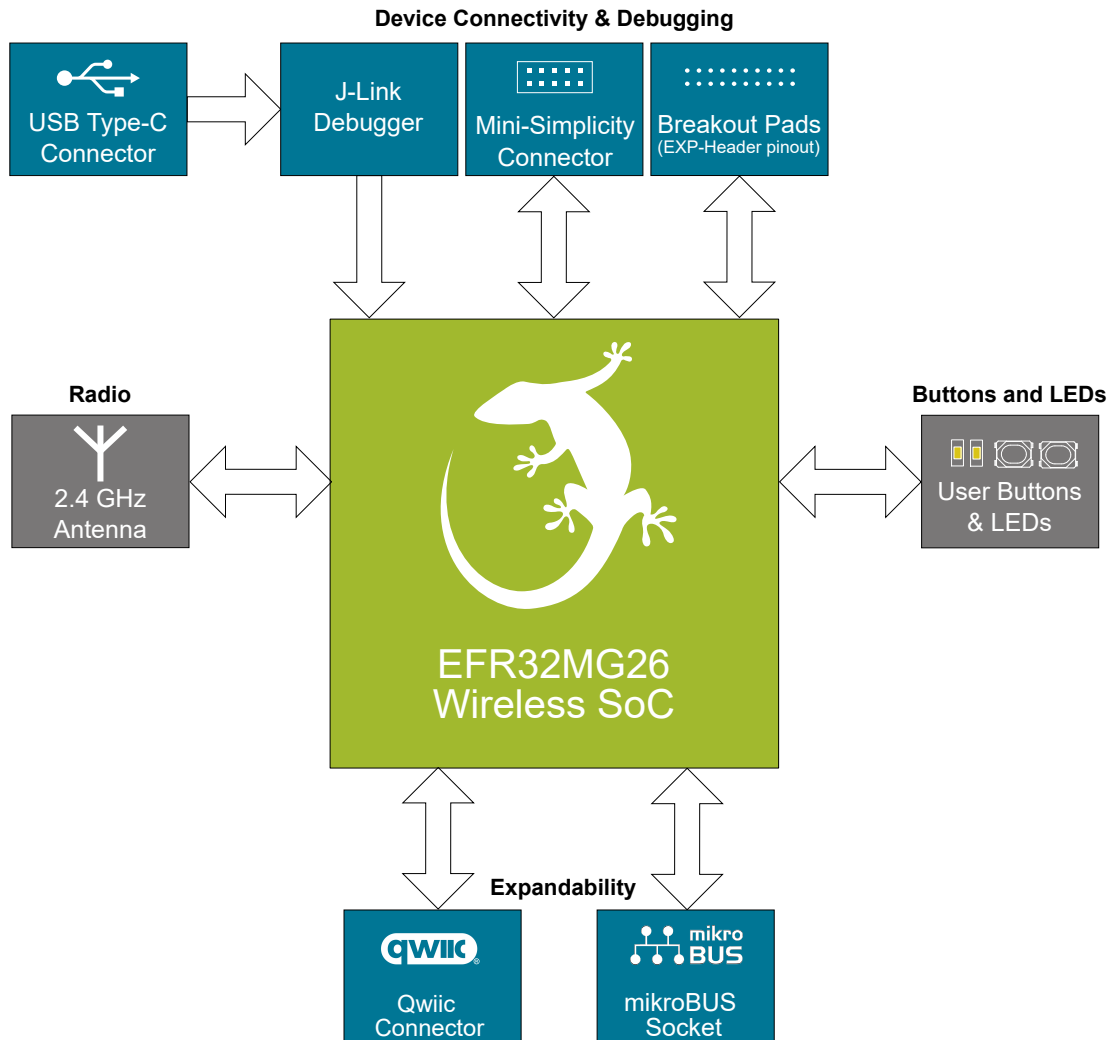 Device Connectivity & Debugging
USB Type-C
Connector
J-Link
Debugger
Mini-Simplicity
Connector
Breakout Pads
(EXP-Header pinout)
Radio
2.4 GHz
Antenna
Buttons and LEDs
User Buttons
& LEDs
EFR32MG26
Wireless SoC
Expandability
qwiic®
Qwiic
Connector
mikro
BUS
mikroBUS
Socket